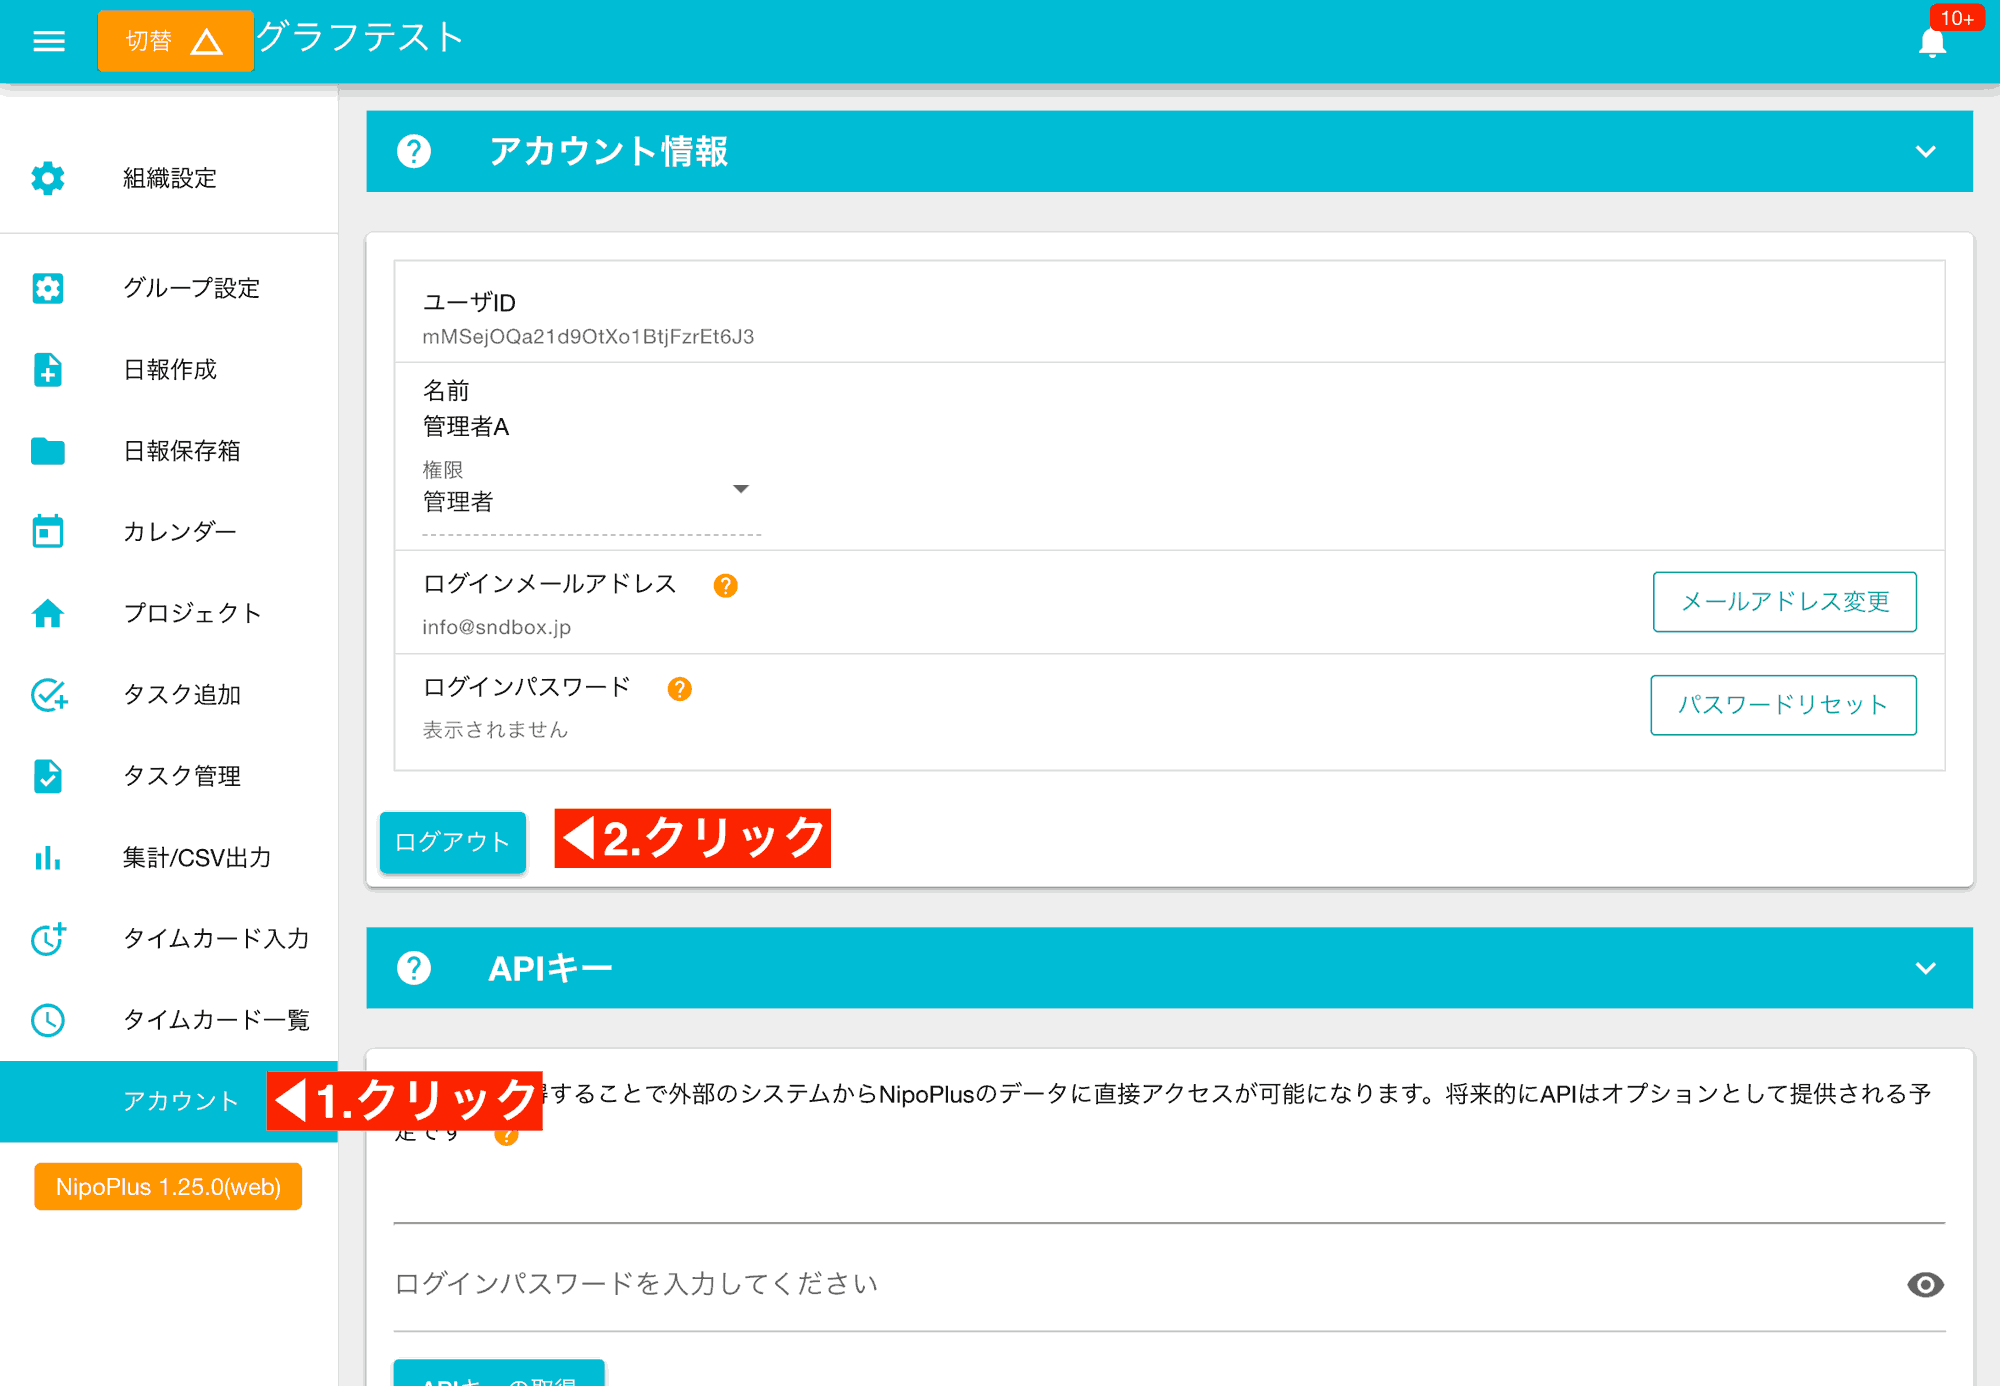 切替 グラフテスト
10+
組織設定
グループ設定
日報作成
日報保存箱
カレンダー
プロジェクト
タスク追加
タスク管理
集計/CSV出力
タイムカード入力
タイムカード一覧
アカウント
◀1.クリック
NipoPlus 1.25.0(web)
アカウント情報
ユーザID
mMSejOQa21d9OtXo1BtjFzrEt6J3
名前
管理者A
権限
管理者
ログインメールアドレス
info@sndbox.jp
メールアドレス変更
ログインパスワード
表示されません
パスワードリセット
ログアウト
◀2.クリック
APIキー
することで外部のシステムからNipoPlusのデータに直接アクセスが可能になります。将来的にAPIはオプションとして提供される予
定です
ログインパスワードを入力してください
APIキーの取得